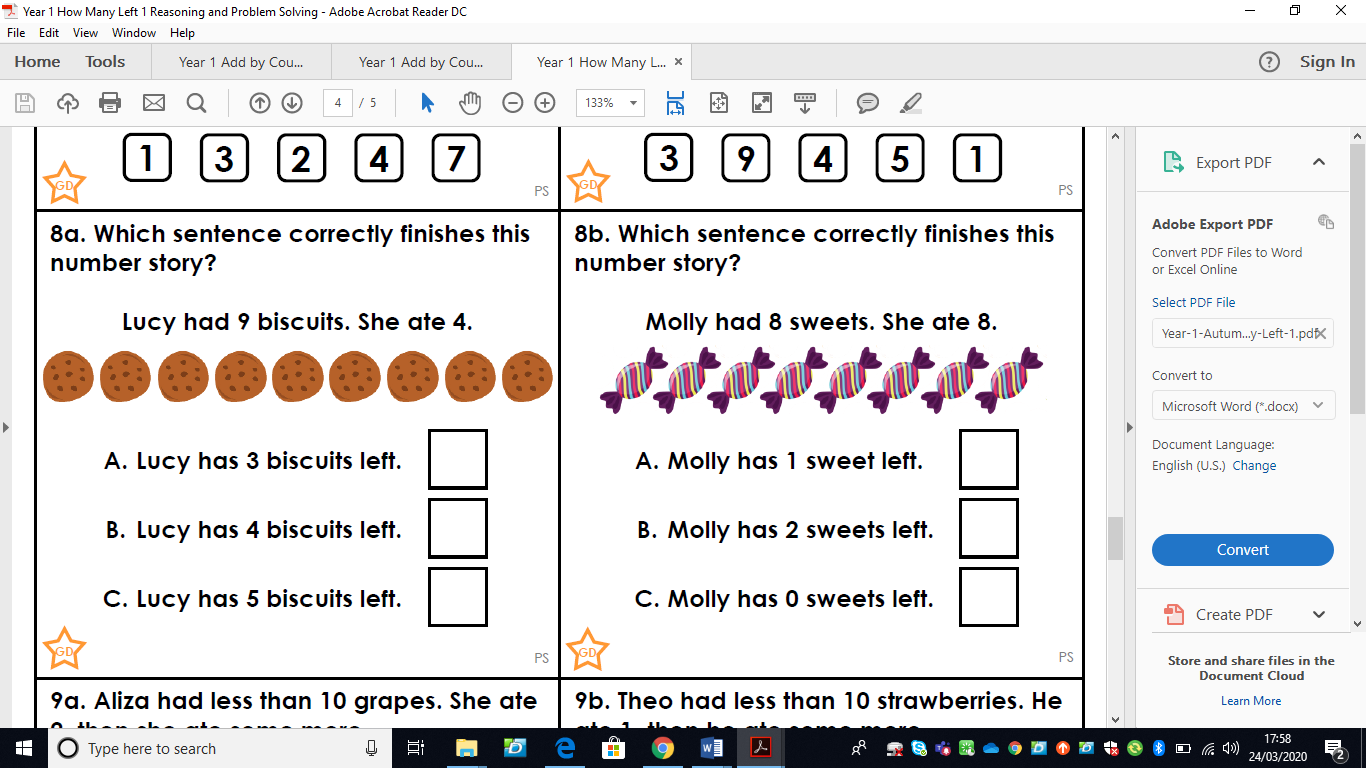 Year 1 How Many Left 1 Reasoning and Problem Solving - Adobe Acrobat Reader DC
File Edit View Window Help
Home Tools Year 1 Add by Cou... Year 1 Add by Cou... Year 1 How Many L... × Sign In
4 / 5 133%
1 3 2 4 7
GD PS
3 9 4 5 1
GD PS
8a. Which sentence correctly finishes this
number story?
Lucy had 9 biscuits. She ate 4.
A. Lucy has 3 biscuits left.
B. Lucy has 4 biscuits left.
C. Lucy has 5 biscuits left.
GD PS
8b. Which sentence correctly finishes this
number story?
Molly had 8 sweets. She ate 8.
A. Molly has 1 sweet left.
B. Molly has 2 sweets left.
C. Molly has 0 sweets left.
GD PS
9a. Aliza had less than 10 grapes. She ate
9b. Theo had less than 10 strawberries. He
Export PDF
Adobe Export PDF
Convert PDF Files to Word
or Excel Online
Select PDF File
Year-1-Autum...y-Left-1.pdf
Convert to
Microsoft Word (*.docx)
Document Language:
English (U.S.) Change
Convert
Create PDF
Store and share files in the
Document Cloud
Learn More
Type here to search
17:58
24/03/2020
2